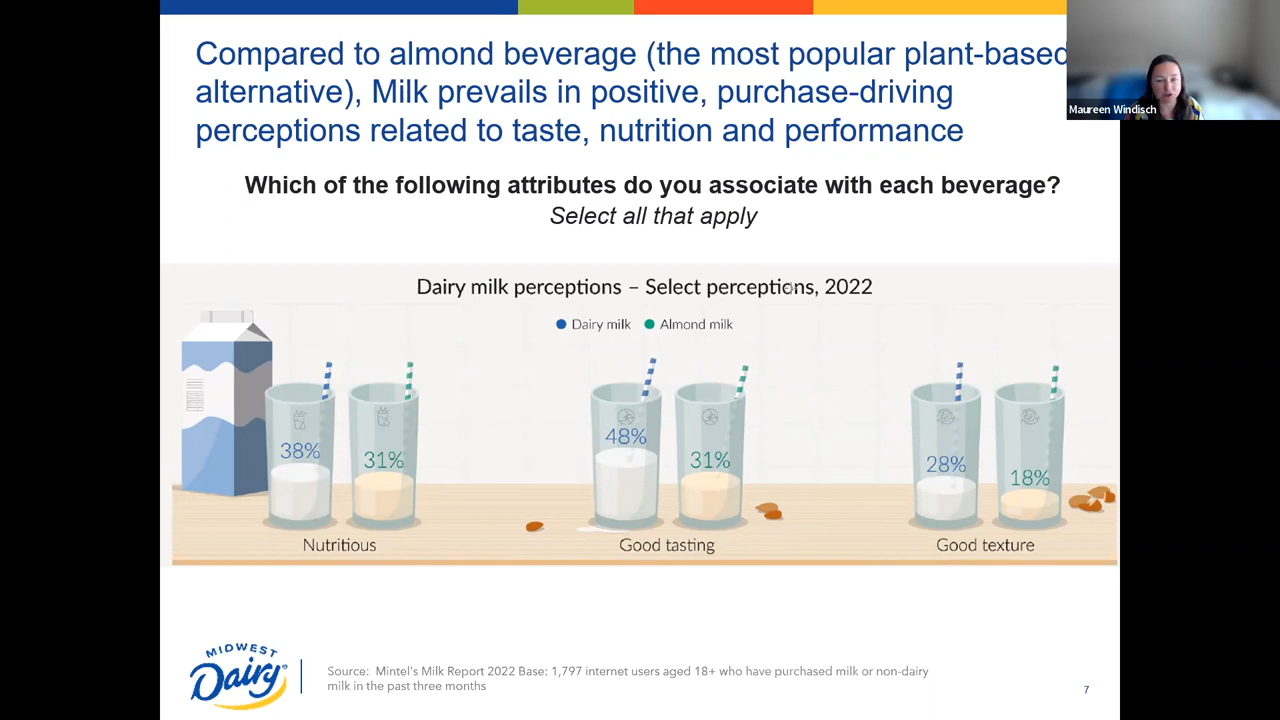 Compared to almond beverage (the most popular plant-based
alternative), Milk prevails in positive, purchase-driving
perceptions related to taste, nutrition and performance
Maureen Windisch
Which of the following attributes do you associate with each beverage?
Select all that apply
Dairy milk perceptions – Select perceptions, 2022
Dairy milk Almond milk
38% 31% 48% 31% 28% 18%
Nutritious Good tasting Good texture
MIDWEST
Dairy
Source: Mintel's Milk Report 2022 Base: 1,797 internet users aged 18+ who have purchased milk or non-dairy
milk in the past three months
7